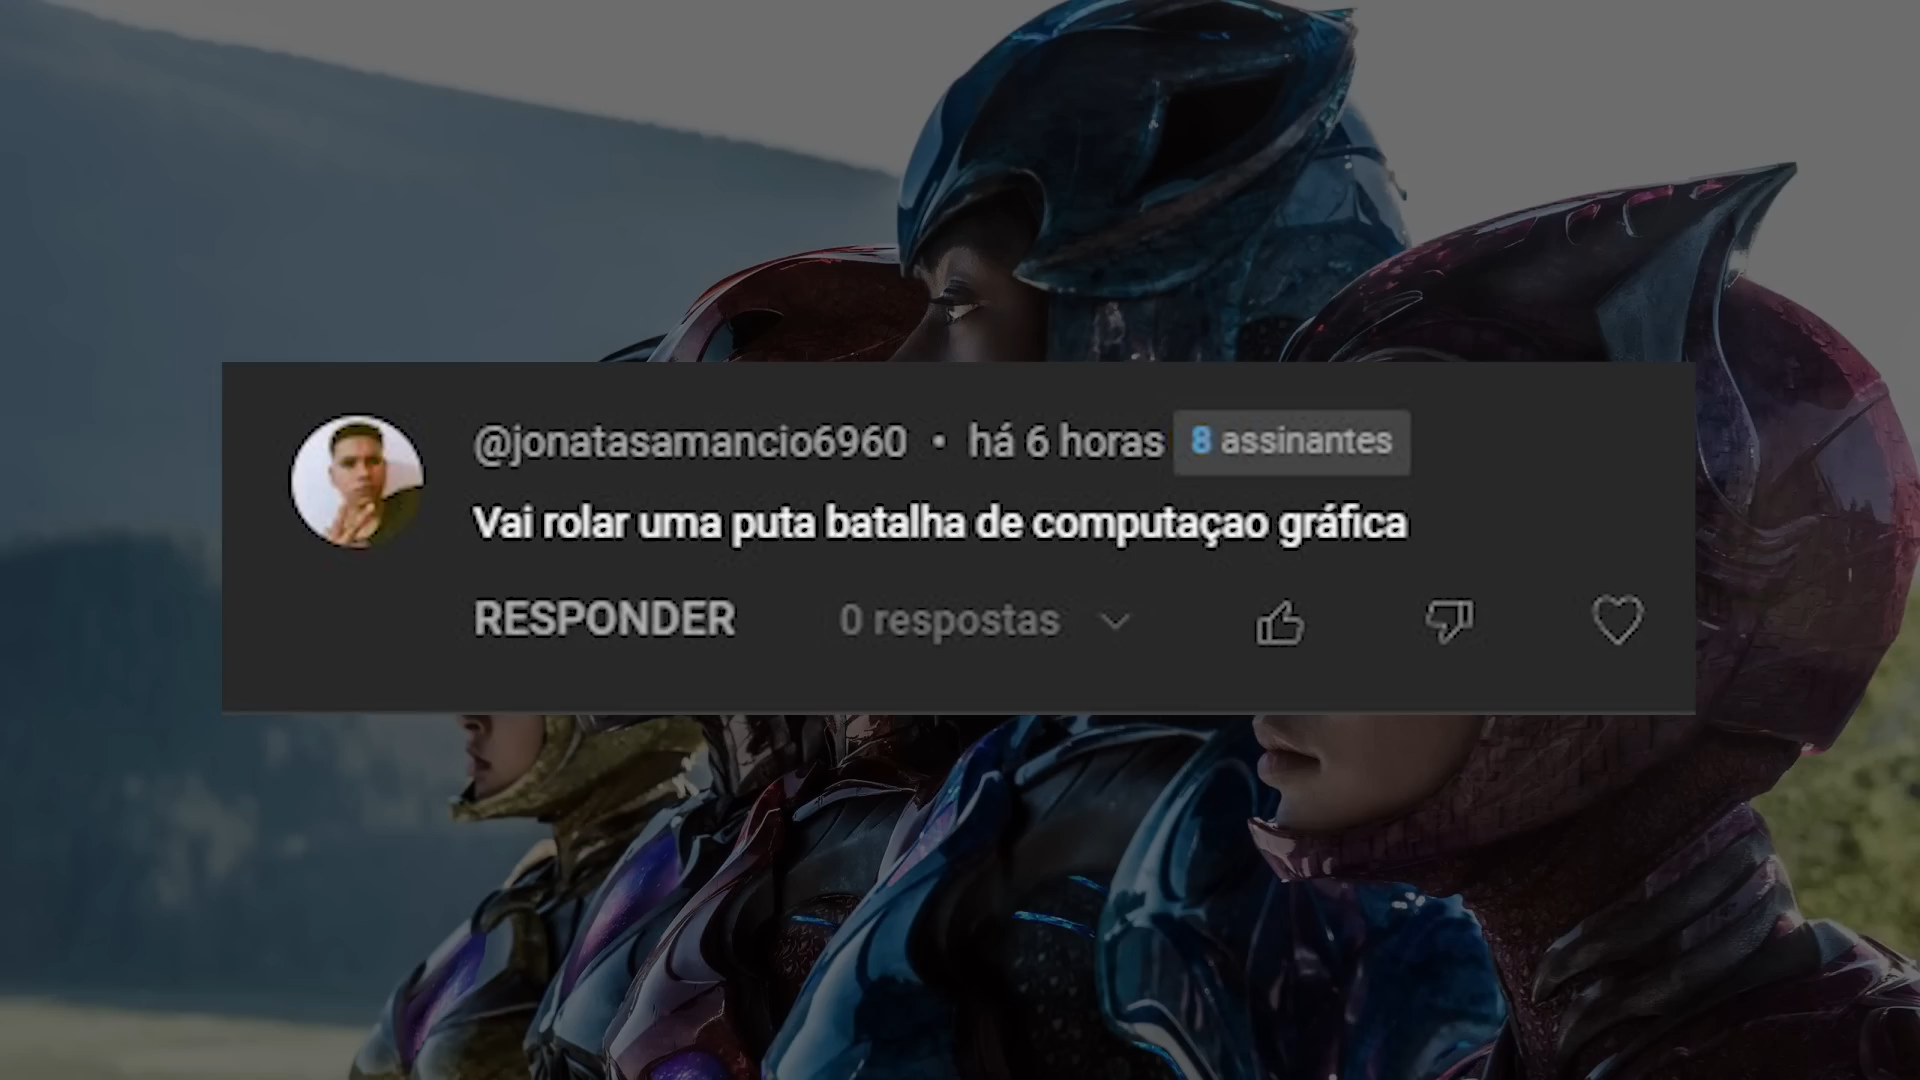 @jonatasamancio6960 • há 6 horas 8 assinantes
Vai rolar uma puta batalha de computaçao gráfica
RESPONDER 0 respostas